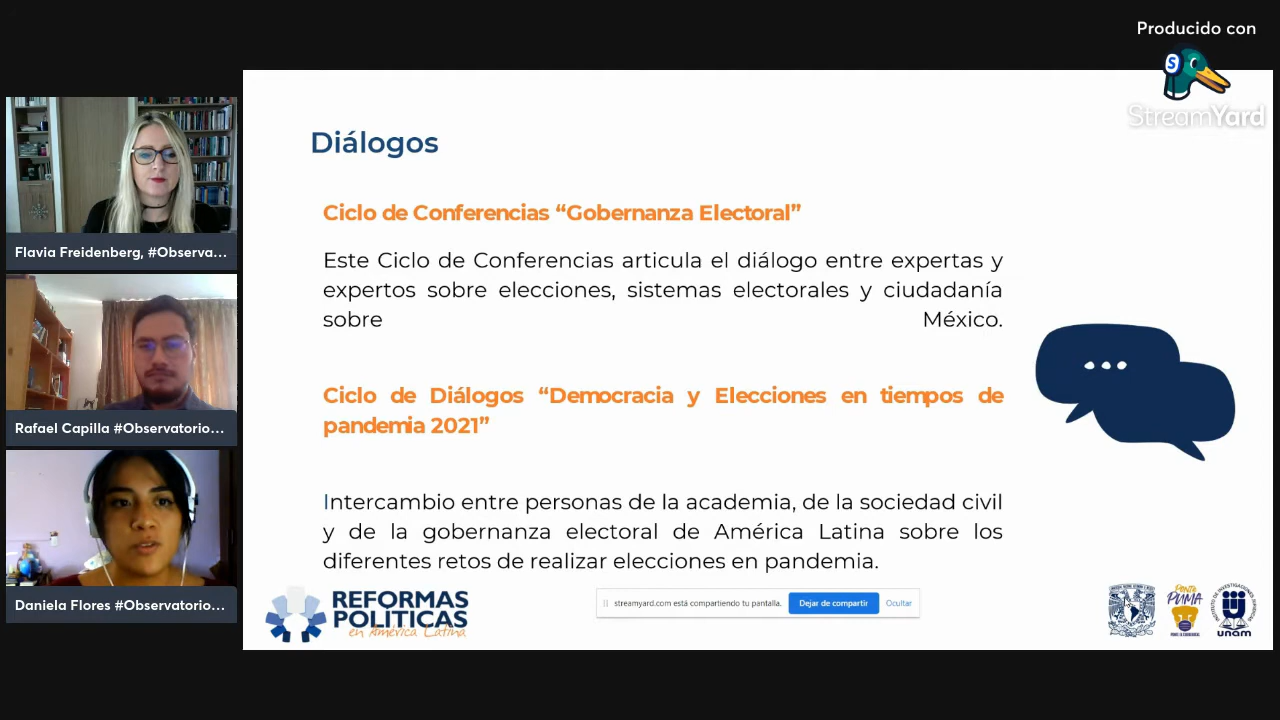 Producido con
StreamYard
Flavia Freidenberg, #Observa...
Rafael Capilla #Observatorio...
Daniela Flores #Observatorio...
Diálogos
Ciclo de Conferencias “Gobernanza Electoral”
Este Ciclo de Conferencias articula el diálogo entre expertas y
expertos sobre elecciones, sistemas electorales y ciudadanía
sobre México.
Ciclo de Diálogos “Democracia y Elecciones en tiempos de
pandemia 2021”
Intercambio entre personas de la academia, de la sociedad civil
y de la gobernanza electoral de América Latina sobre los
diferentes retos de realizar elecciones en pandemia.
REFORMAS
POLÍTICAS
en América Latina
streamyard.com está compartiendo tu pantalla.
Dejar de compartir
Ocultar
PONTE
PUMA
UNAM